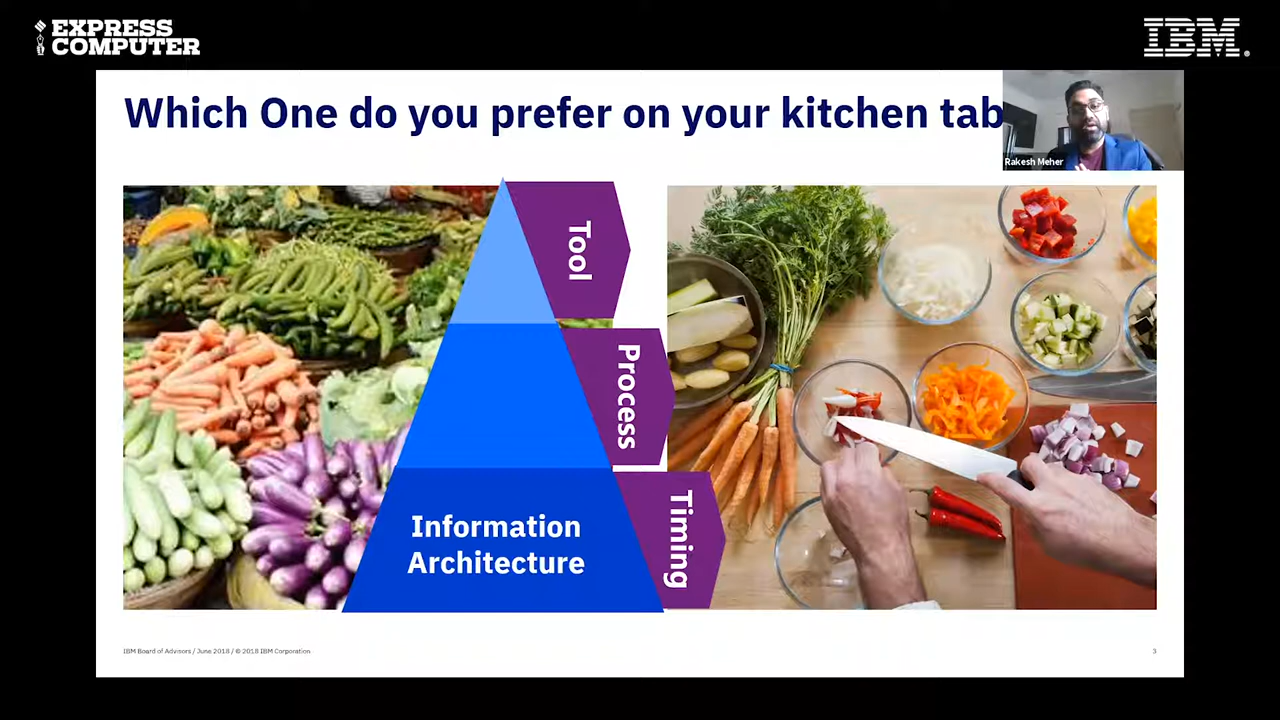 EXPRESS
COMPUTER
IBM®
Which One do you prefer on your kitchen tab
Rakesh Meher
Tool
Process
Timing
Information
Architecture
IBM Board of Advisors / June 2018 / © 2018 IBM Corporation
3